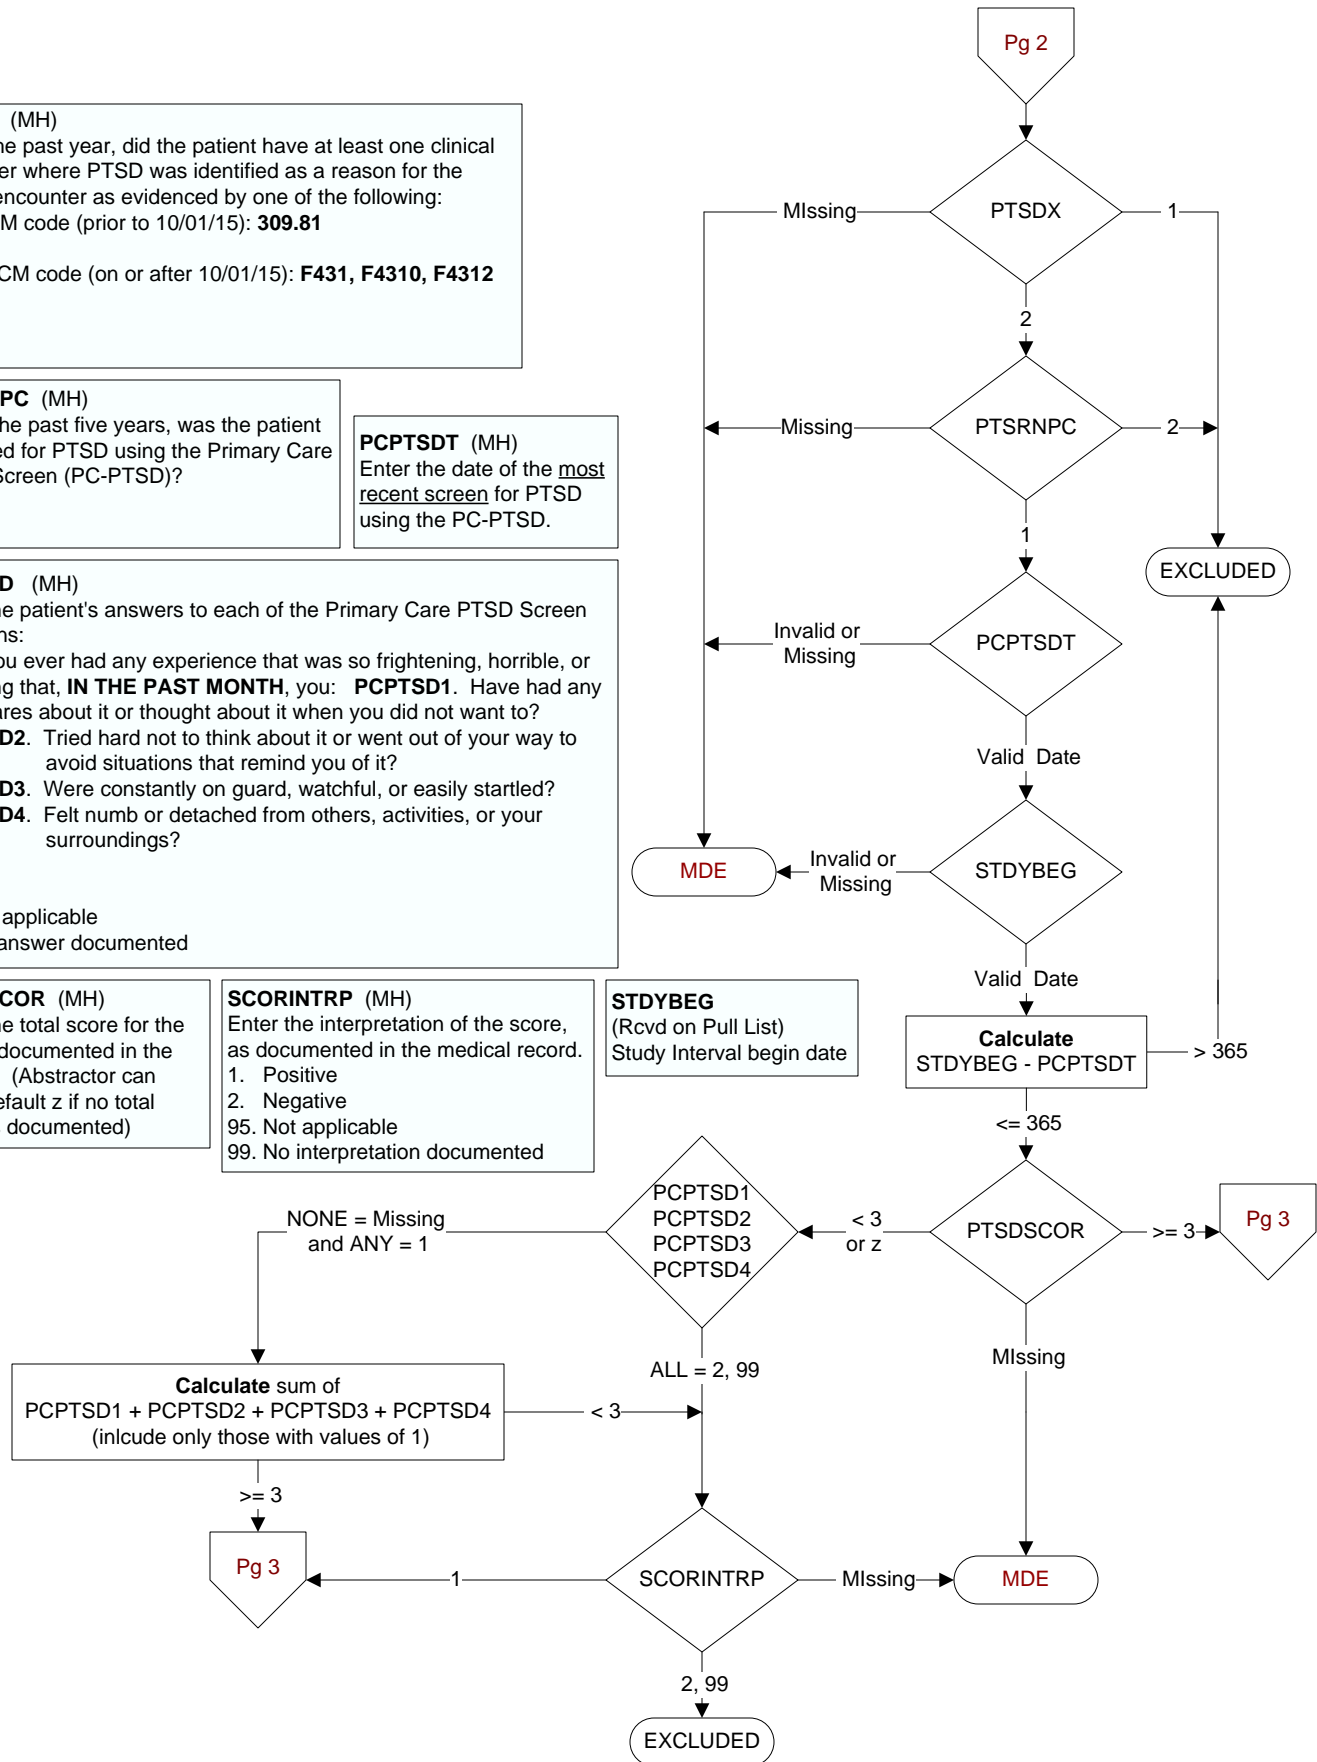 Pg 2
(MH)
he past year, did the patient have at least one clinical
er where PTSD was identified as a reason for the
encounter as evidenced by one of the following:
M code (prior to 10/01/15): 309.81
CM code (on or after 10/01/15): F431, F4310, F4312
PTSDX
MIssing
1
2
PC (MH)
he past five years, was the patient
ed for PTSD using the Primary Care
Screen (PC-PTSD)?
PCPTSDT (MH)
Enter the date of the most
recent screen for PTSD
using the PC-PTSD.
PTSRNPC
Missing
2
1
EXCLUDED
D (MH)
he patient's answers to each of the Primary Care PTSD Screen
ns:
ou ever had any experience that was so frightening, horrible, or
ng that, IN THE PAST MONTH, you: PCPTSD1. Have had any
ares about it or thought about it when you did not want to?
D2. Tried hard not to think about it or went out of your way to
avoid situations that remind you of it?
D3. Were constantly on guard, watchful, or easily startled?
D4. Felt numb or detached from others, activities, or your
surroundings?
applicable
answer documented
PCPTSDT
Invalid or
Missing
Valid Date
STDYBEG
Invalid or
Missing
MDE
Valid Date
COR (MH)
he total score for the
documented in the
(Abstractor can
efault z if no total
s documented)
SCORINTRP (MH)
Enter the interpretation of the score,
as documented in the medical record.
1. Positive
2. Negative
95. Not applicable
99. No interpretation documented
STDYBEG
(Rcvd on Pull List)
Study Interval begin date
Calculate
STDYBEG - PCPTSDT
> 365
<= 365
PTSDSCOR
>= 3
Pg 3
< 3
or z
MIssing
PCPTSD1
PCPTSD2
PCPTSD3
PCPTSD4
NONE = Missing
and ANY = 1
ALL = 2, 99
Calculate sum of
PCPTSD1 + PCPTSD2 + PCPTSD3 + PCPTSD4
(inlcude only those with values of 1)
< 3
>= 3
Pg 3
1
SCORINTRP
MIssing
MDE
2, 99
EXCLUDED